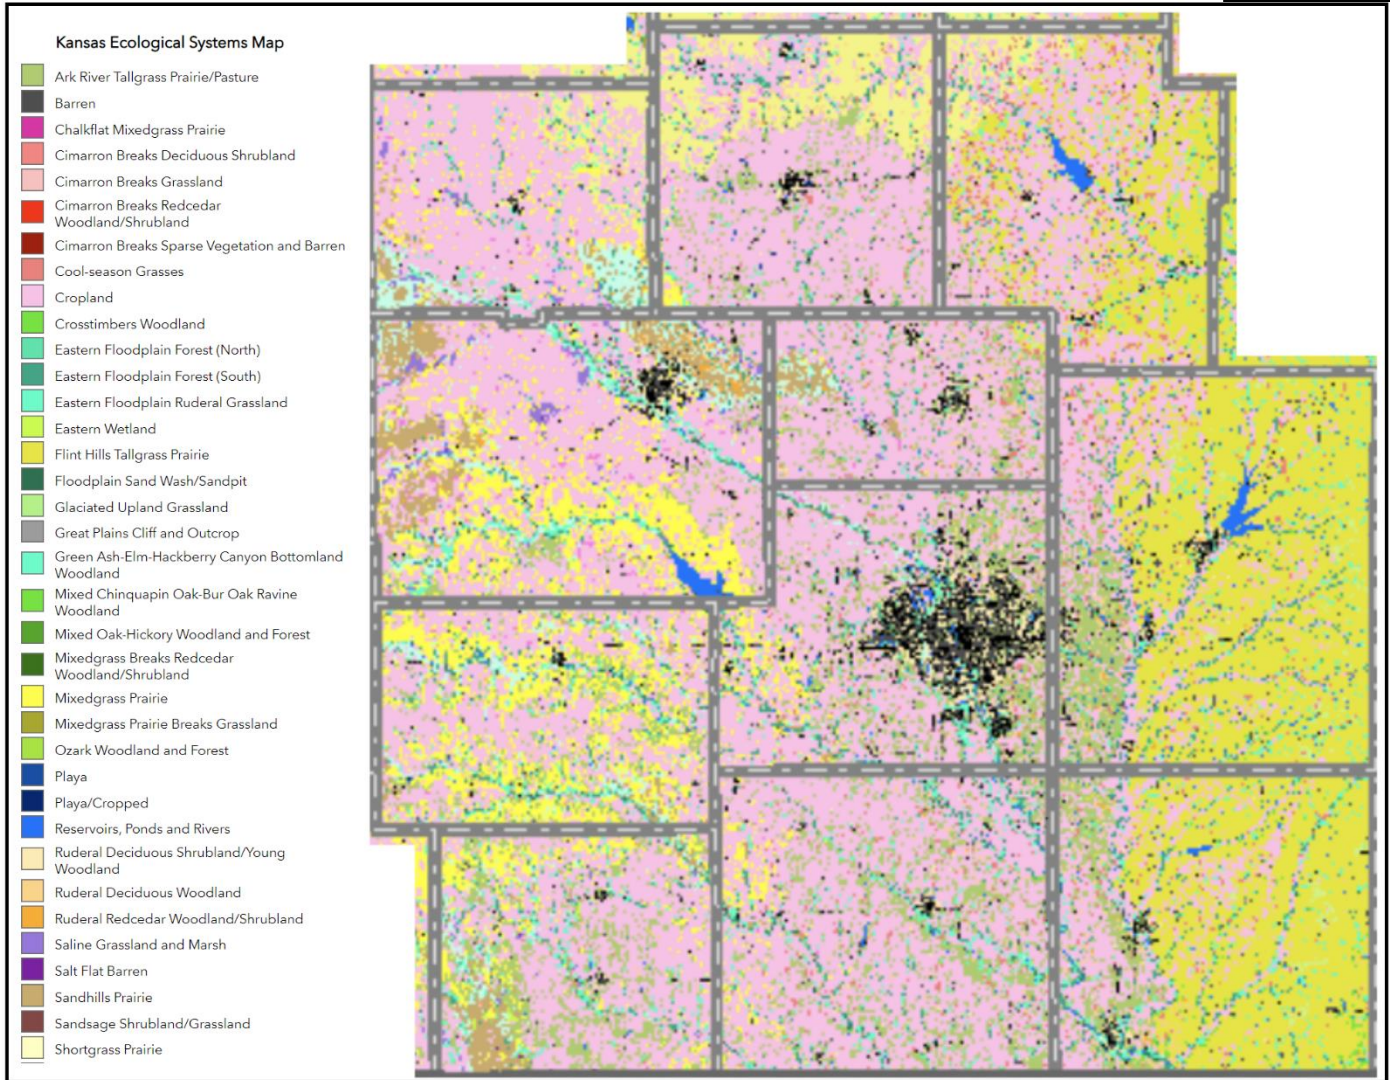 Kansas Ecological Systems Map
Ark River Tallgrass Prairie/Pasture
Barren
Chalkflat Mixedgrass Prairie
Cimarron Breaks Deciduous Shrubland
Cimarron Breaks Grassland
Cimarron Breaks Redcedar
Woodland/Shrubland
Cimarron Breaks Sparse Vegetation and Barren
Cool-season Grasses
Cropland
Crosstimbers Woodland
Eastern Floodplain Forest (North)
Eastern Floodplain Forest (South)
Eastern Floodplain Ruderal Grassland
Eastern Wetland
Flint Hills Tallgrass Prairie
Floodplain Sand Wash/Sandpit
Glaciated Upland Grassland
Great Plains Cliff and Outcrop
Green Ash-Elm-Hackberry Canyon Bottomland
Woodland
Mixed Chinquapin Oak-Bur Oak Ravine
Woodland
Mixed Oak-Hickory Woodland and Forest
Mixedgrass Breaks Redcedar
Woodland/Shrubland
Mixedgrass Prairie
Mixedgrass Prairie Breaks Grassland
Ozark Woodland and Forest
Playa
Playa/Cropped
Reservoirs, Ponds and Rivers
Ruderal Deciduous Shrubland/Young
Woodland
Ruderal Deciduous Woodland
Ruderal Redcedar Woodland/Shrubland
Saline Grassland and Marsh
Salt Flat Barren
Sandhills Prairie
Sandsage Shrubland/Grassland
Shortgrass Prairie